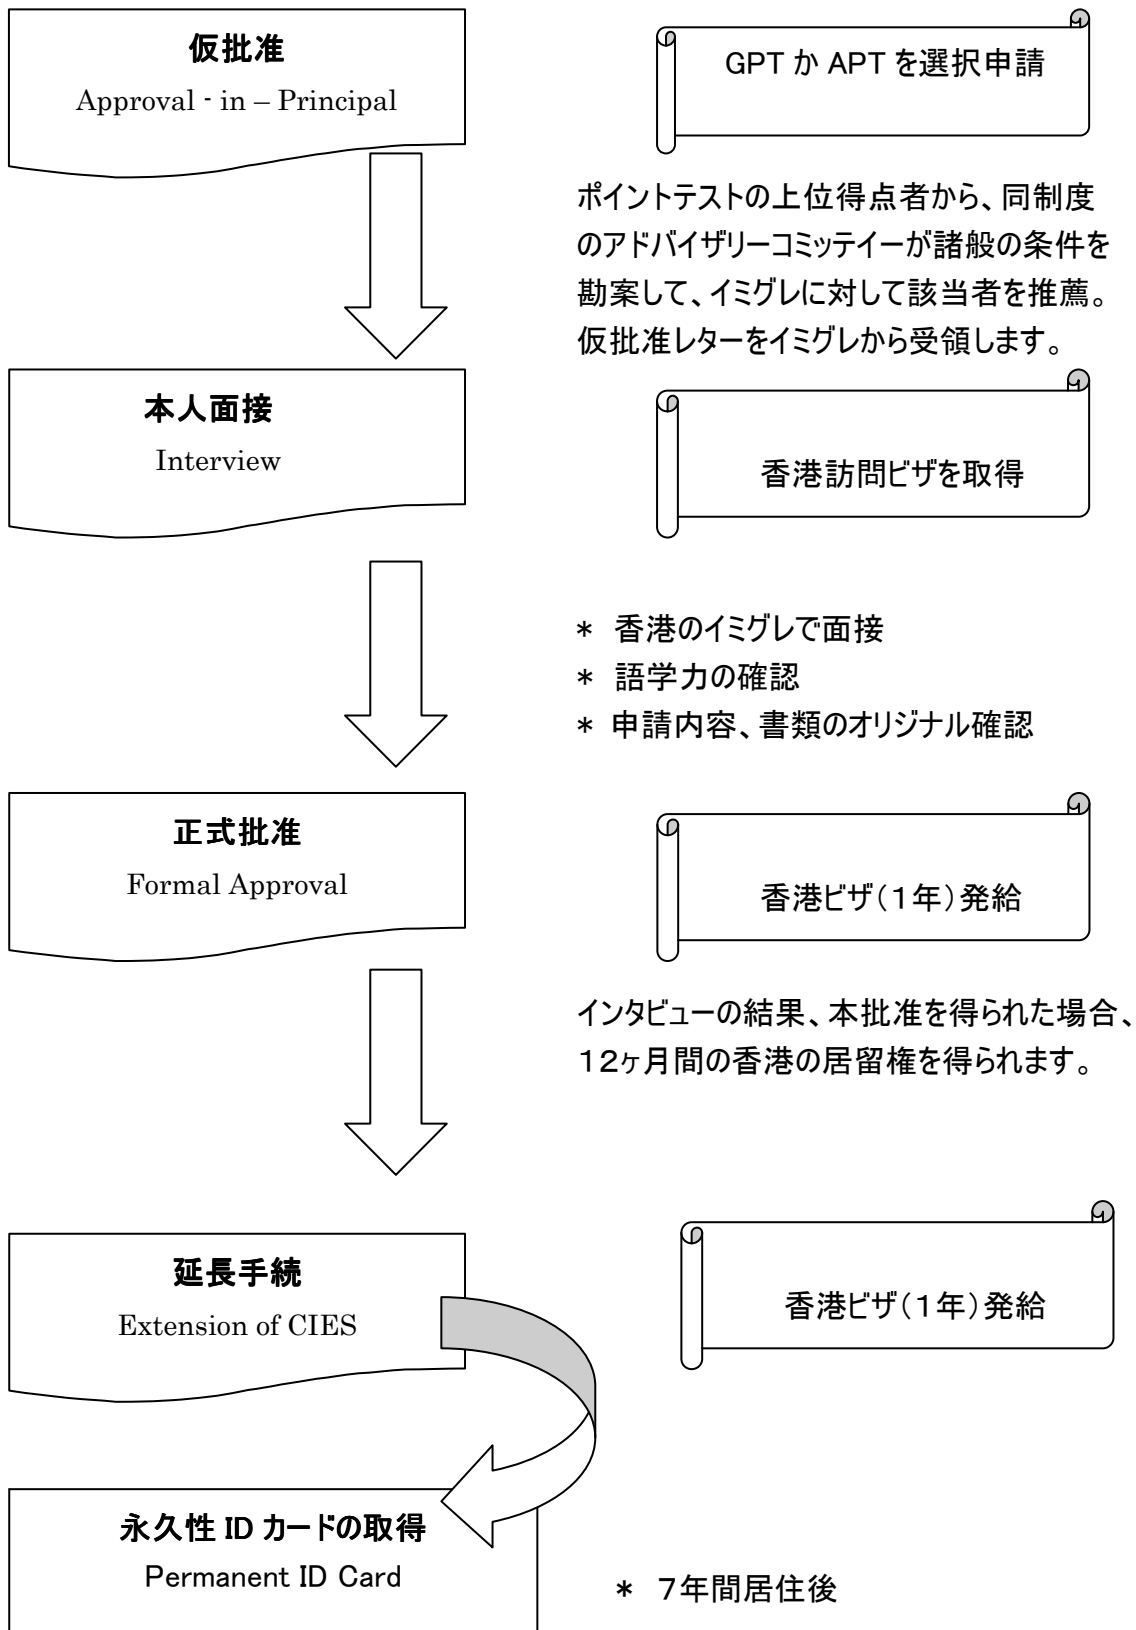 仮批准
Approval - in – Principal
GPT か APT を選択申請
ポイントテストの上位得点者から、同制度
のアドバイザリーコミッテイーが諸般の条件を
勘案して、イミグレに対して該当者を推薦。
仮批准レターをイミグレから受領します。
本人面接
Interview
香港訪問ビザを取得
* 香港のイミグレで面接
* 語学力の確認
* 申請内容、書類のオリジナル確認
正式批准
Formal Approval
香港ビザ(1年)発給
インタビューの結果、本批准を得られた場合、
12ヶ月間の香港の居留権を得られます。
延長手続
Extension of CIES
香港ビザ(1年)発給
永久性 ID カードの取得
Permanent ID Card
* 7年間居住後